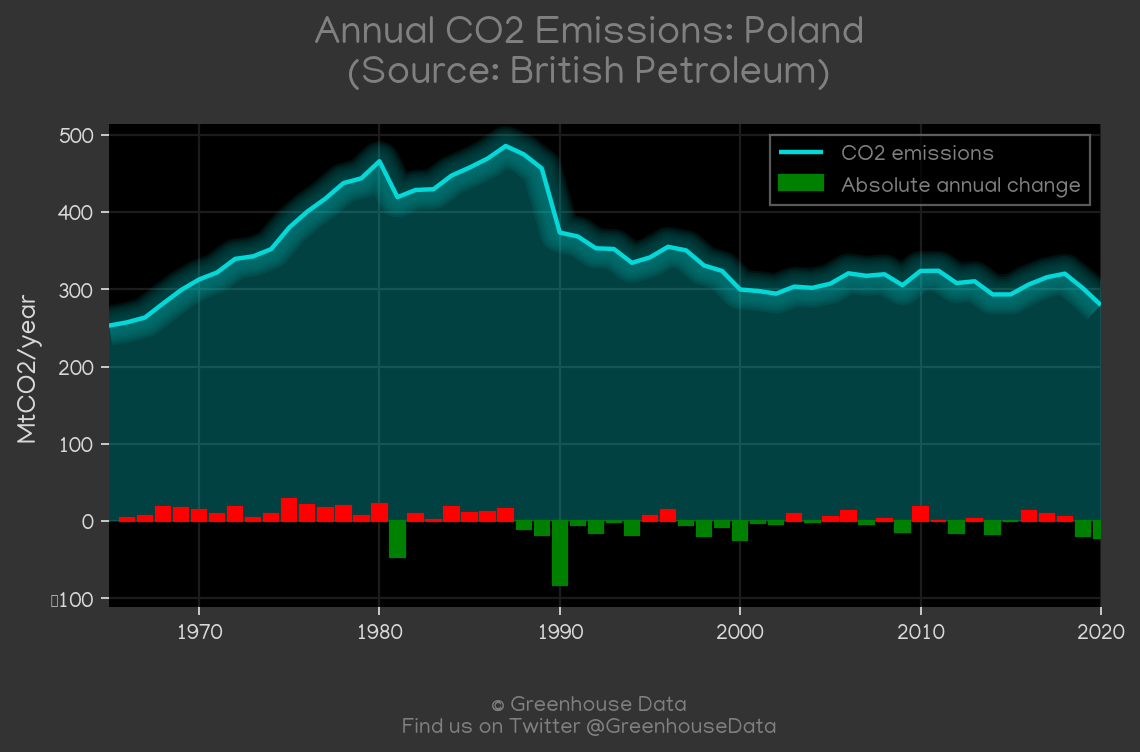 Annual CO2 Emissions: Poland
(Source: British Petroleum)
CO2 emissions
Absolute annual change
MtCO2/year
500
400
300
200
100
0
▯100
1970
1980
1990
2000
2010
2020
© Greenhouse Data
Find us on Twitter @GreenhouseData